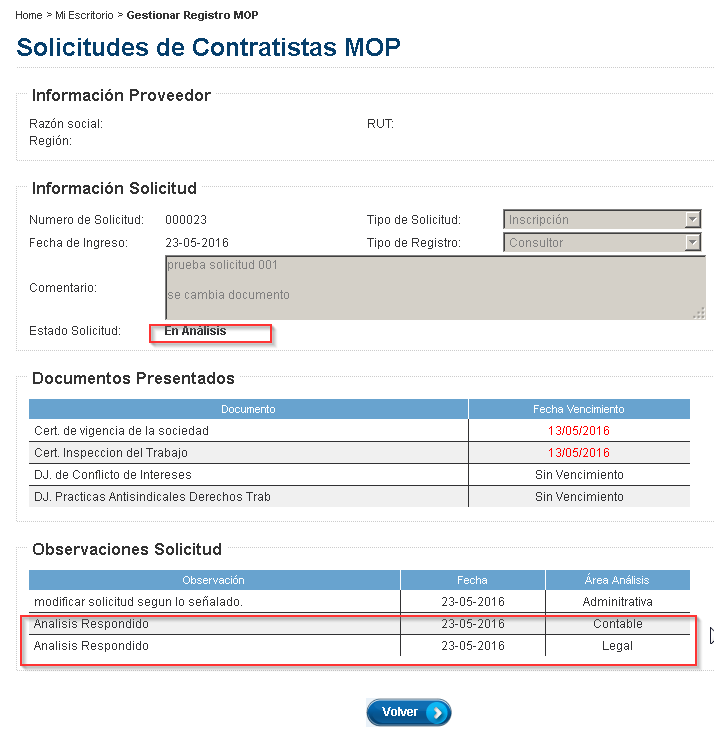 Home > Mi Escritorio > Gestionar Registro MOP
Solicitudes de Contratistas MOP
Información Proveedor
Razón social: RUT:
Región:
Información Solicitud
Numero de Solicitud: 000023 Tipo de Solicitud: Inscripción
Fecha de Ingreso: 23-05-2016 Tipo de Registro: Consultor
Comentario: prueba solicitud 001
se cambia documento
Estado Solicitud: En Análisis
Documentos Presentados
Documento Fecha Vencimiento
Cert. de vigencia de la sociedad 13/05/2016
Cert. Inspeccion del Trabajo 13/05/2016
DJ. de Conflicto de Intereses Sin Vencimiento
DJ. Practicas Antisindicales Derechos Trab Sin Vencimiento
Observaciones Solicitud
Observación Fecha Área Análisis
modificar solicitud segun lo señalado. 23-05-2016 Adminitrativa
Analisis Respondido 23-05-2016 Contable
Analisis Respondido 23-05-2016 Legal
Volver